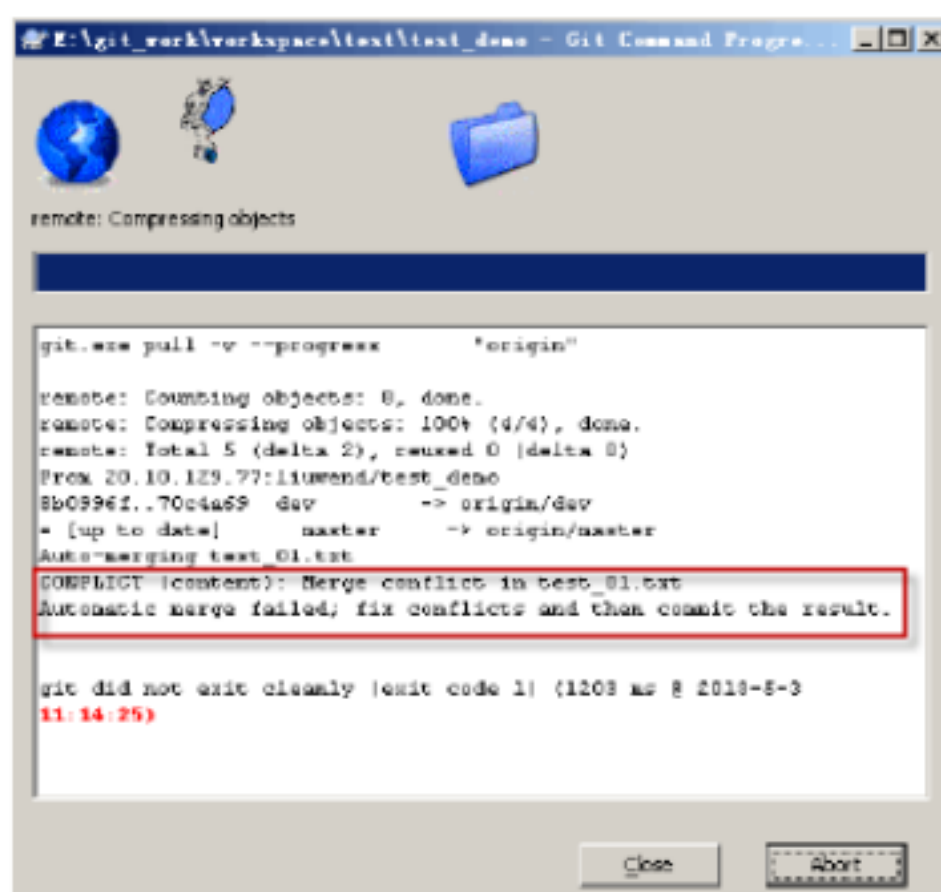 E:\git_work\workspace\text\text_demo - Git Command Progre...
remote: Compressing objects
git.exe pull -v --progress "origin"
remote: Counting objects: 8, done.
remote: Compressing objects: 100% (4/4), done.
remote: Total 5 (delta 2), reused 0 (delta 0)
From 20.10.129.77:liuwend/test_demo
8b0996f..70c4a69 dev -> origin/dev
= [up to date] master -> origin/master
Auto-merging test_01.txt
CONFLICT (content): Merge conflict in test_01.txt
Automatic merge failed; fix conflicts and then commit the result.
git did not exit cleanly (exit code 1) (1203 ms @ 2018-5-3
11:14:25)
Close
Abort